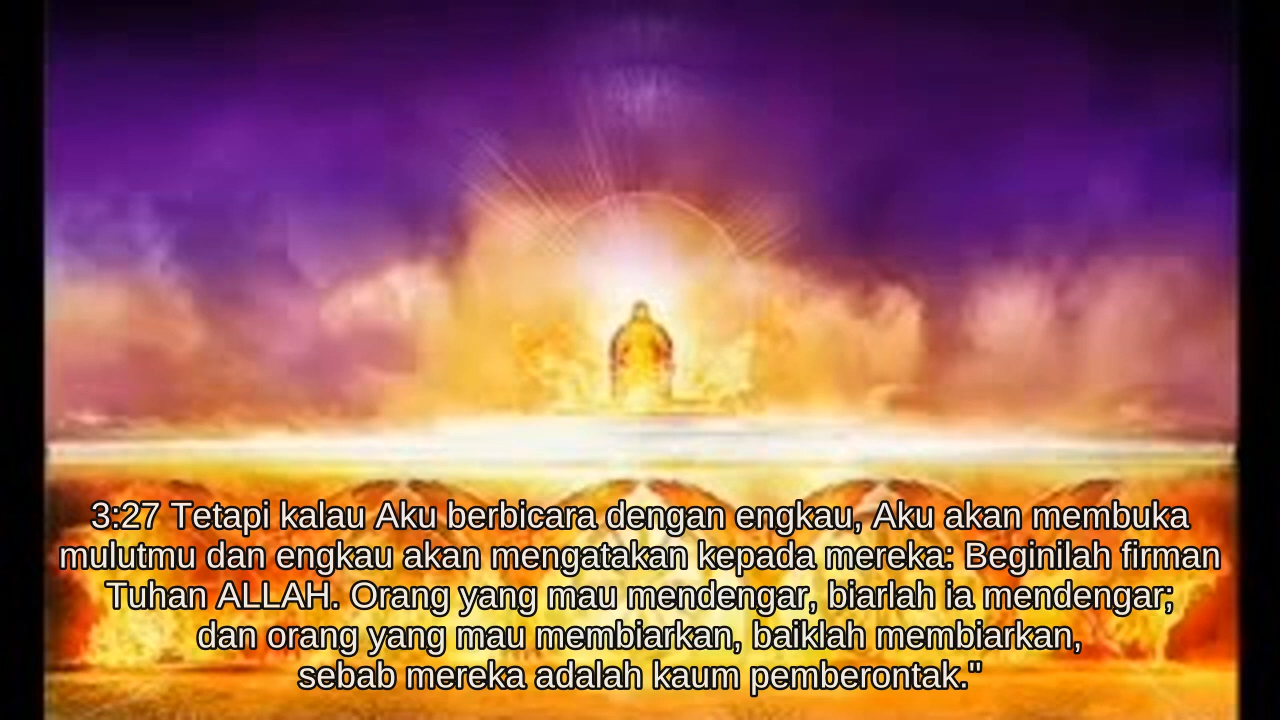 3:27 Tetapi kalau Aku berbicara dengan engkau, Aku akan membuka
mulutmu dan engkau akan mengatakan kepada mereka: Beginilah firman
Tuhan ALLAH. Orang yang mau mendengar, biarlah ia mendengar;
dan orang yang mau membiarkan, baiklah membiarkan,
sebab mereka adalah kaum pemberontak."